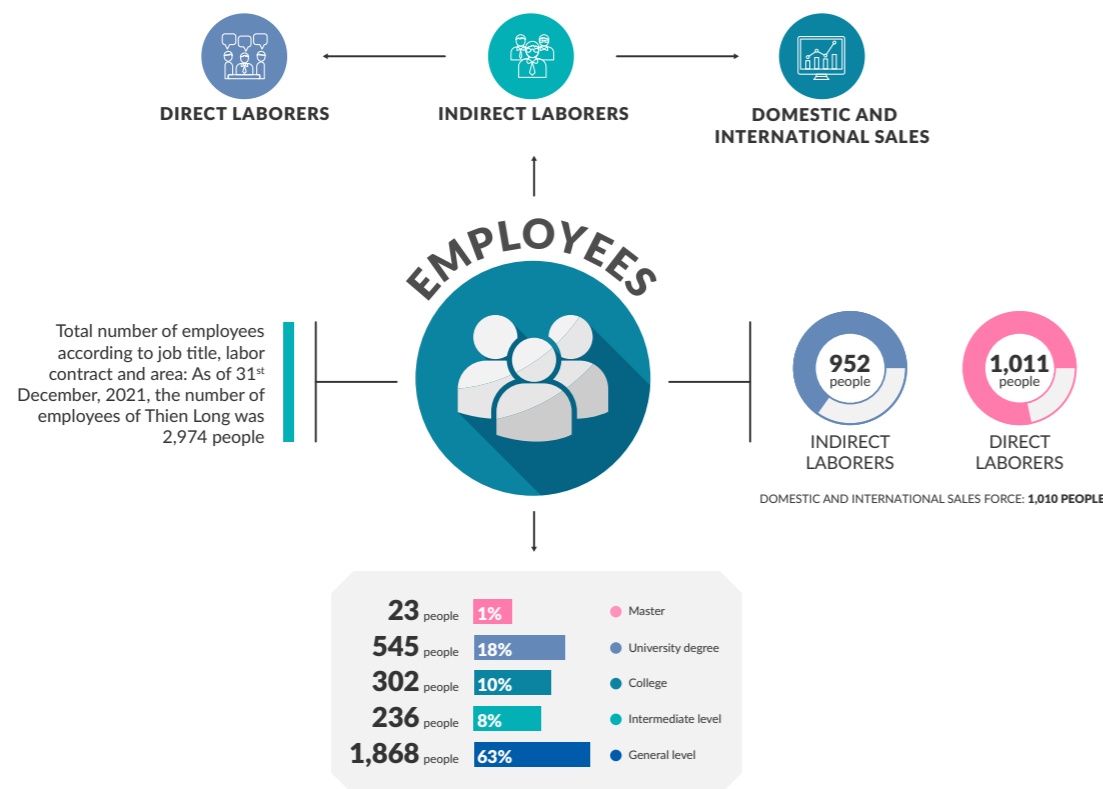 DIRECT LABORERS
INDIRECT LABORERS
DOMESTIC AND
INTERNATIONAL SALES
EMPLOYEES
Total number of employees
according to job title, labor
contract and area: As of 31st
December, 2021, the number of
employees of Thien Long was
2,974 people
952
people
INDIRECT
LABORERS
1,011
people
DIRECT
LABORERS
DOMESTIC AND INTERNATIONAL SALES FORCE: 1,010 PEOPLE
23 people 1% Master
545 people 18% University degree
302 people 10% College
236 people 8% Intermediate level
1,868 people 63% General level